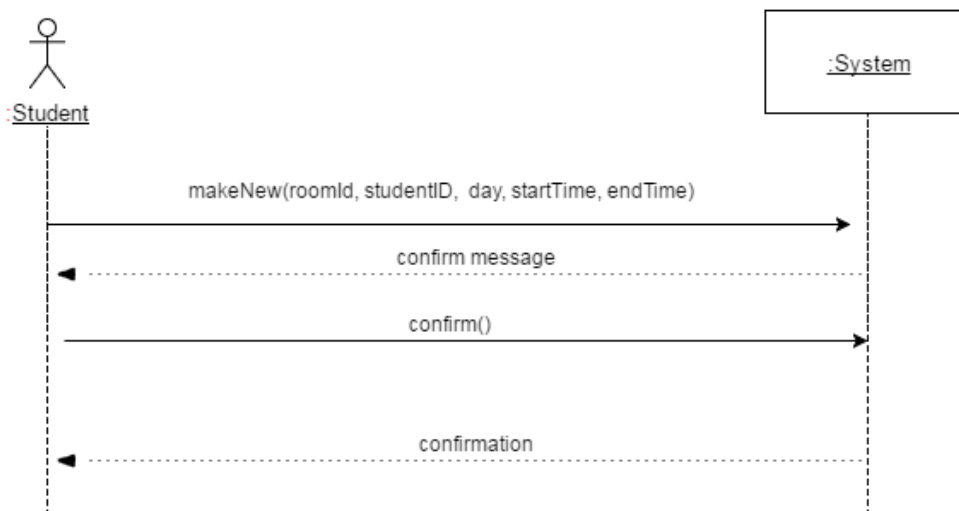 :System
:Student
makeNew(roomId, studentID, day, startTime, endTime)
confirm message
confirm()
confirmation